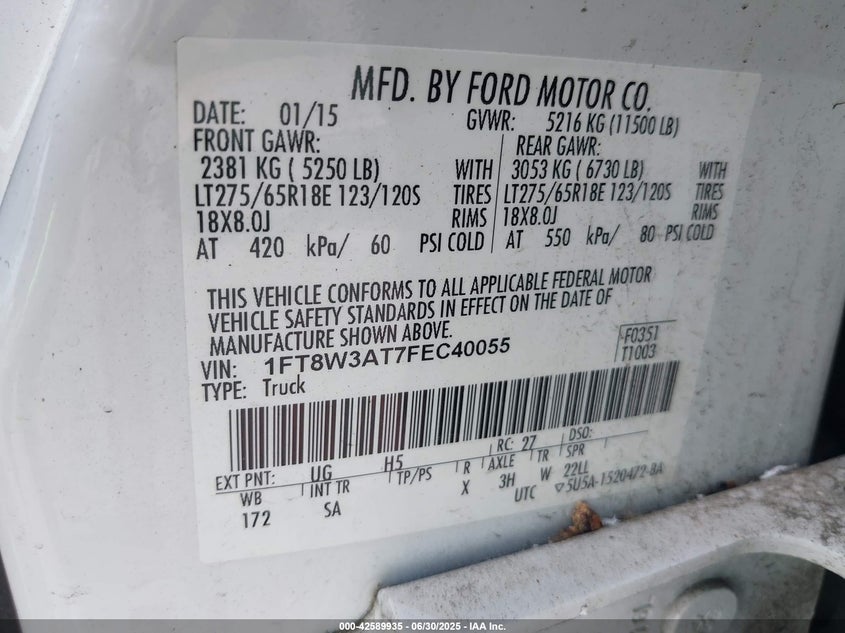 MFD. BY FORD MOTOR CO.
DATE: 01/15 GVWR: 5216 KG (11500 LB)
FRONT GAWR: REAR GAWR:
2381 KG ( 5250 LB) WITH 3053 KG ( 6730 LB) WITH
LT275/65R18E 123/120S TIRES LT275/65R18E 123/120S TIRES
18X8.0J RIMS 18X8.0J RIMS
AT 420 kPa/ 60 PSI COLD AT 550 kPa/ 80 PSI COLD
THIS VEHICLE CONFORMS TO ALL APPLICABLE FEDERAL MOTOR
VEHICLE SAFETY STANDARDS IN EFFECT ON THE DATE OF
MANUFACTURE SHOWN ABOVE.
VIN: 1FT8W3AT7FEC40055 F0351
TYPE: Truck T1003
EXT PNT: UG H5 RC: 27 DSO:
WB INT TR TP/PS R AXLE TR SPR
172 SA X 3H W 22LL
UTC ▽5U5A-1520472-BA
000-42589935 - 06/30/2025 - IAA Inc.